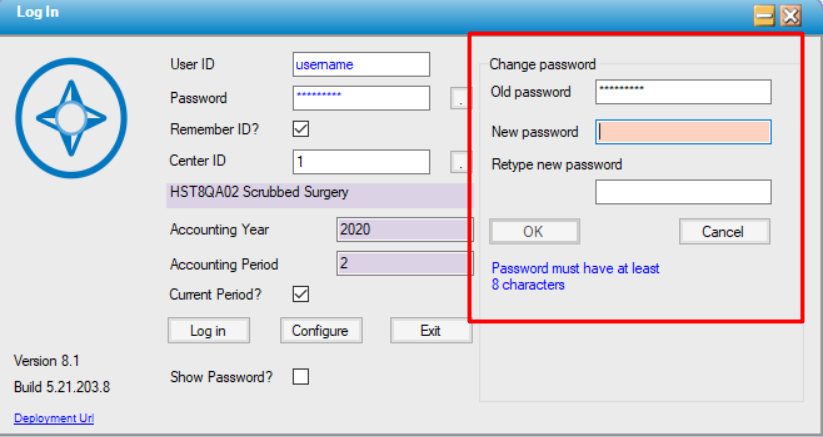 Log In
User ID
username
Password
*********
.
Remember ID?
Center ID
1
.
HST8QA02 Scrubbed Surgery
Accounting Year
2020
Accounting Period
2
Current Period?
Log in
Configure
Exit
Show Password?
Version 8.1
Build 5.21.203.8
Deployment Url
Change password
Old password
*********
New password
Retype new password
OK
Cancel
Password must have at least
8 characters